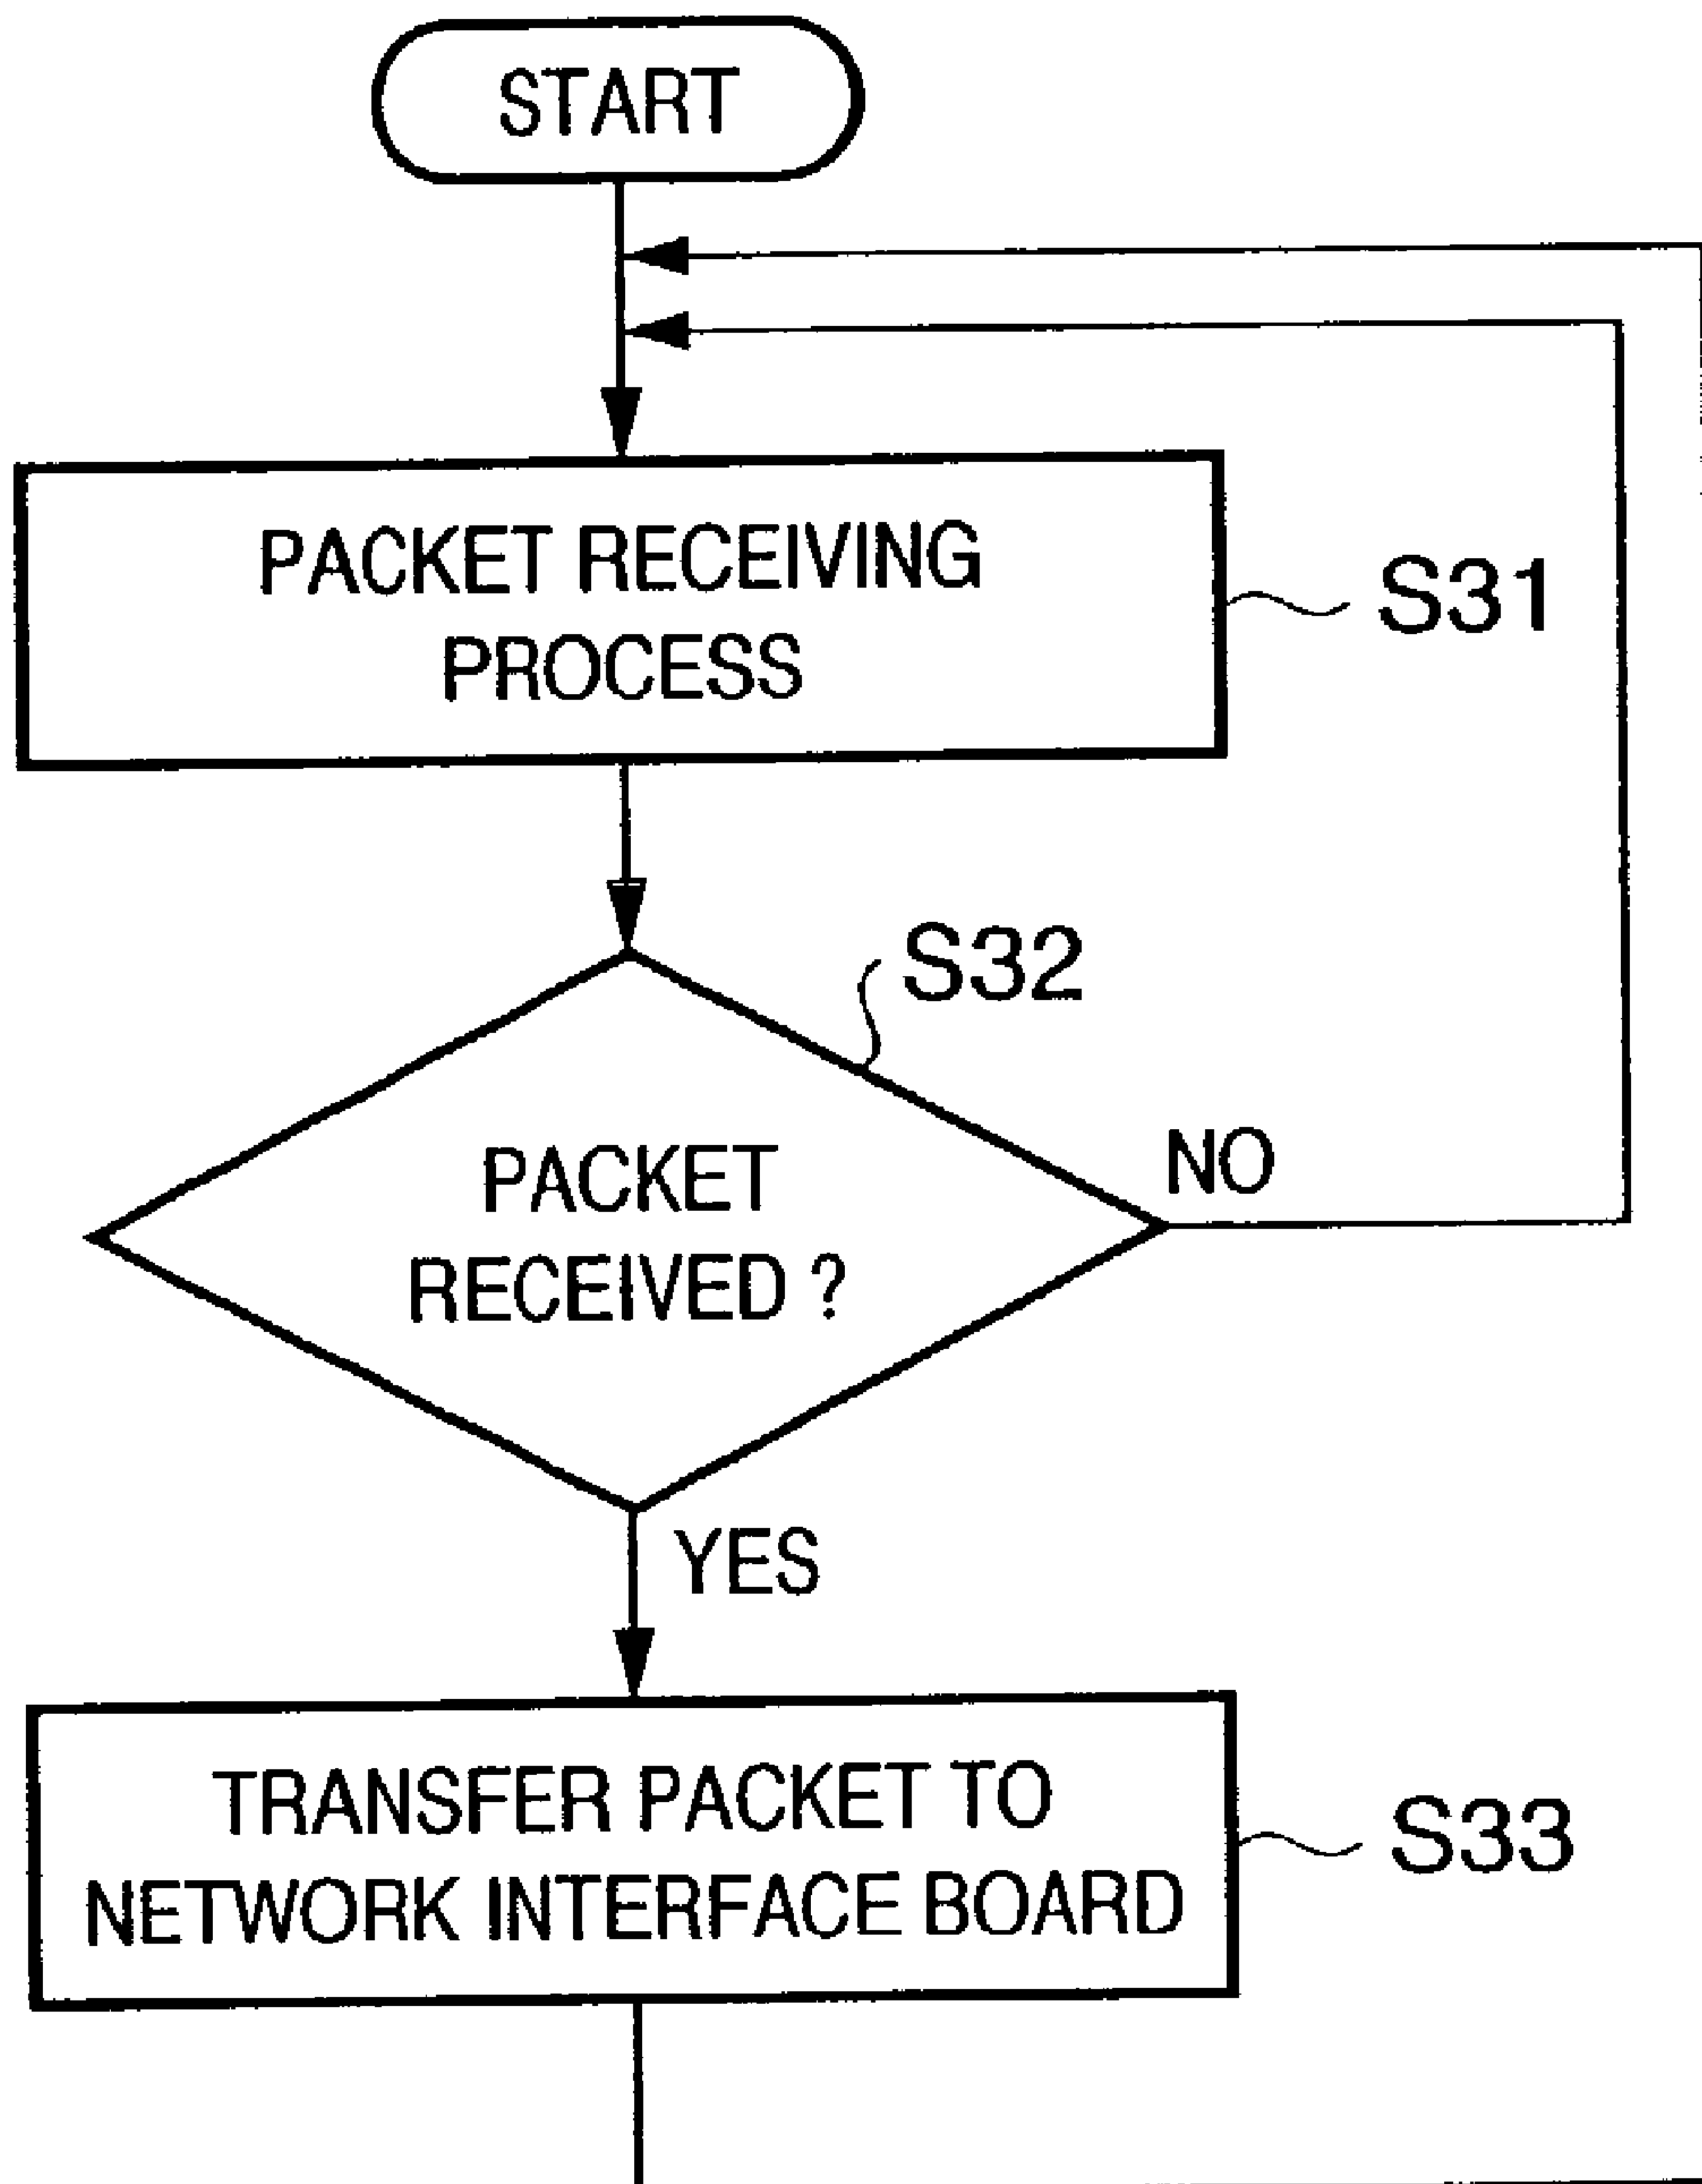 START
PACKET RECEIVING
PROCESS
S31
S32
PACKET
RECEIVED ?
NO
YES
TRANSFER PACKET TO
NETWORK INTERFACE BOARD
S33